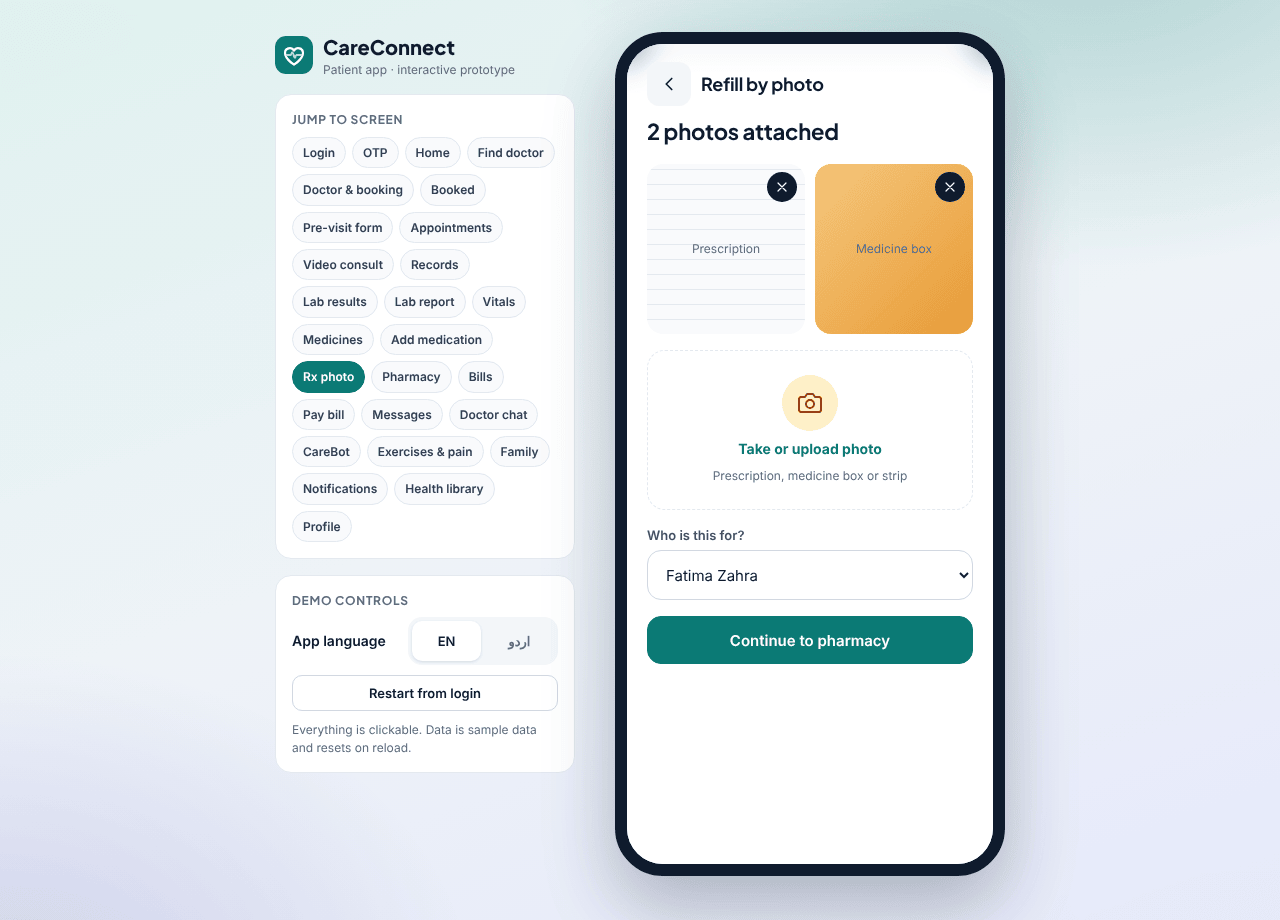 CareConnect
Patient app · interactive prototype
JUMP TO SCREEN
Login
OTP
Home
Find doctor
Doctor & booking
Booked
Pre-visit form
Appointments
Video consult
Records
Lab results
Lab report
Vitals
Medicines
Add medication
Rx photo
Pharmacy
Bills
Pay bill
Messages
Doctor chat
CareBot
Exercises & pain
Family
Notifications
Health library
Profile
DEMO CONTROLS
App language
EN
اردو
Restart from login
Everything is clickable. Data is sample data
and resets on reload.
Refill by photo
2 photos attached
Prescription
Medicine box
Take or upload photo
Prescription, medicine box or strip
Who is this for?
Fatima Zahra
Continue to pharmacy